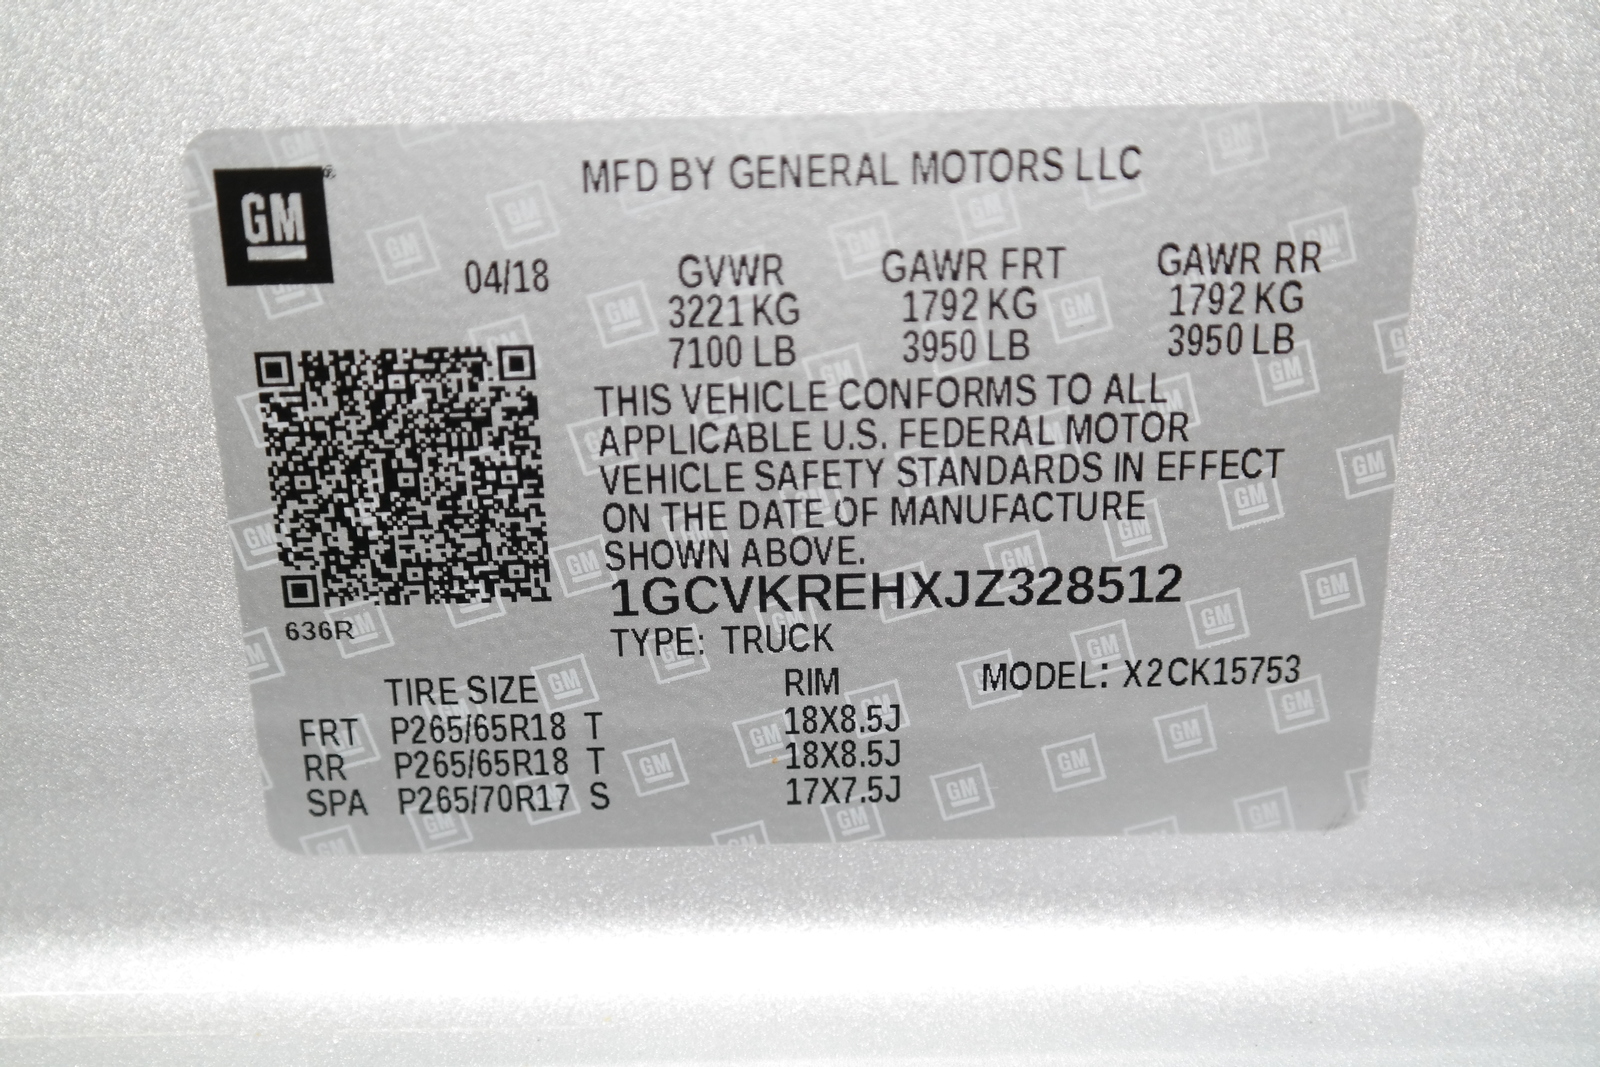 GM
MFD BY GENERAL MOTORS LLC
04/18 GVWR GAWR FRT GAWR RR
3221 KG 1792 KG 1792 KG
7100 LB 3950 LB 3950 LB
THIS VEHICLE CONFORMS TO ALL
APPLICABLE U.S. FEDERAL MOTOR
VEHICLE SAFETY STANDARDS IN EFFECT
ON THE DATE OF MANUFACTURE
SHOWN ABOVE.
1GCVKREHXJZ328512
636R
TYPE: TRUCK
TIRE SIZE RIM MODEL: X2CK15753
FRT P265/65R18 T 18X8.5J
RR P265/65R18 T 18X8.5J
SPA P265/70R17 S 17X7.5J